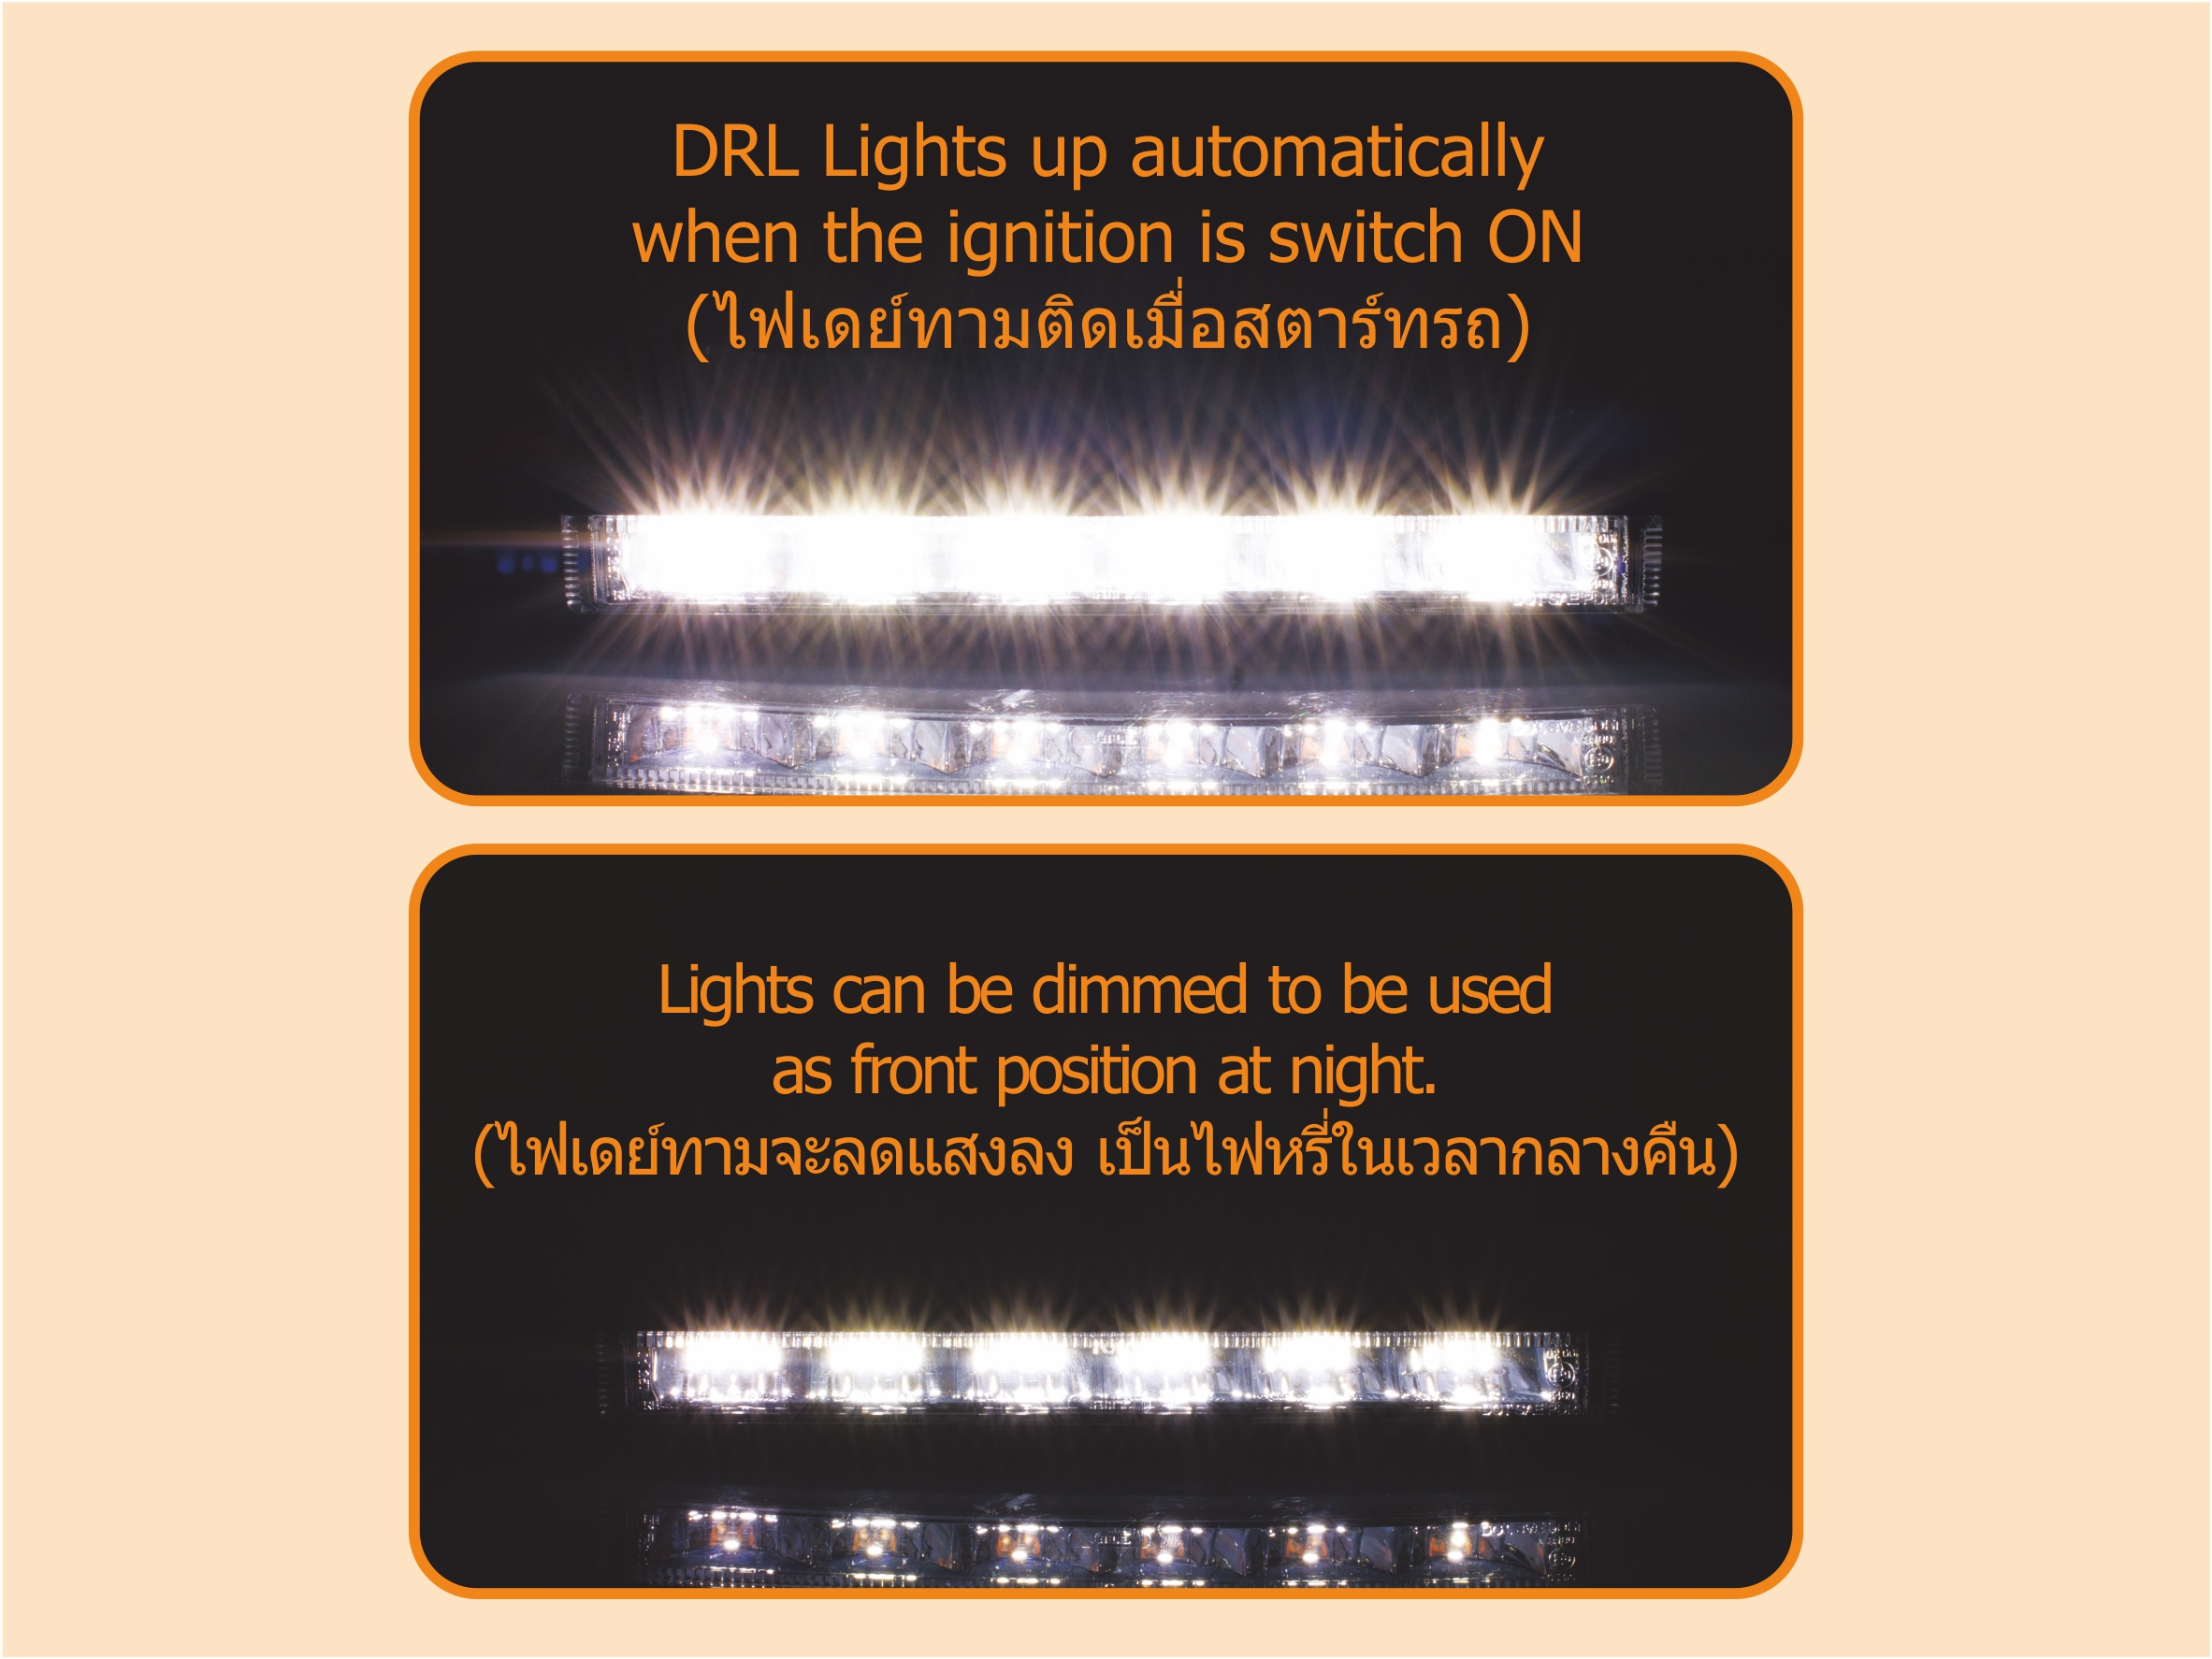 DRL Lights up automatically
when the ignition is switch ON
(ไฟเดย์ทามติดเมื่อสตาร์ทรถ)
Lights can be dimmed to be used
as front position at night.
(ไฟเดย์ทามจะลดแสงลง เป็นไฟหรี่ในเวลากลางคืน)